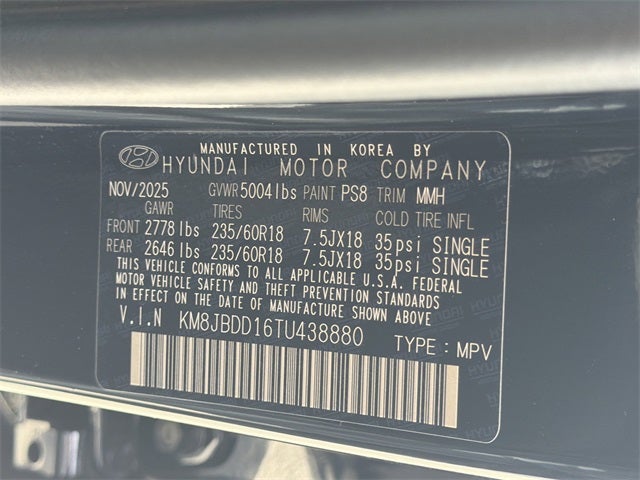 MANUFACTURED IN KOREA BY
HYUNDAI MOTOR COMPANY
NOV/2025 GVWR 5004lbs PAINT PS8 TRIM MMH
GAWR TIRES RIMS COLD TIRE INFL
FRONT 2778 lbs 235/60R18 7.5JX18 35psi SINGLE
REAR 2646 lbs 235/60R18 7.5JX18 35psi SINGLE
THIS VEHICLE CONFORMS TO ALL APPLICABLE U.S.A. FEDERAL
MOTOR VEHICLE SAFETY AND THEFT PREVENTION STANDARDS
IN EFFECT ON THE DATE OF MANUFACTURE SHOWN ABOVE.
V.I.N KM8JBDD16TU438880 TYPE : MPV